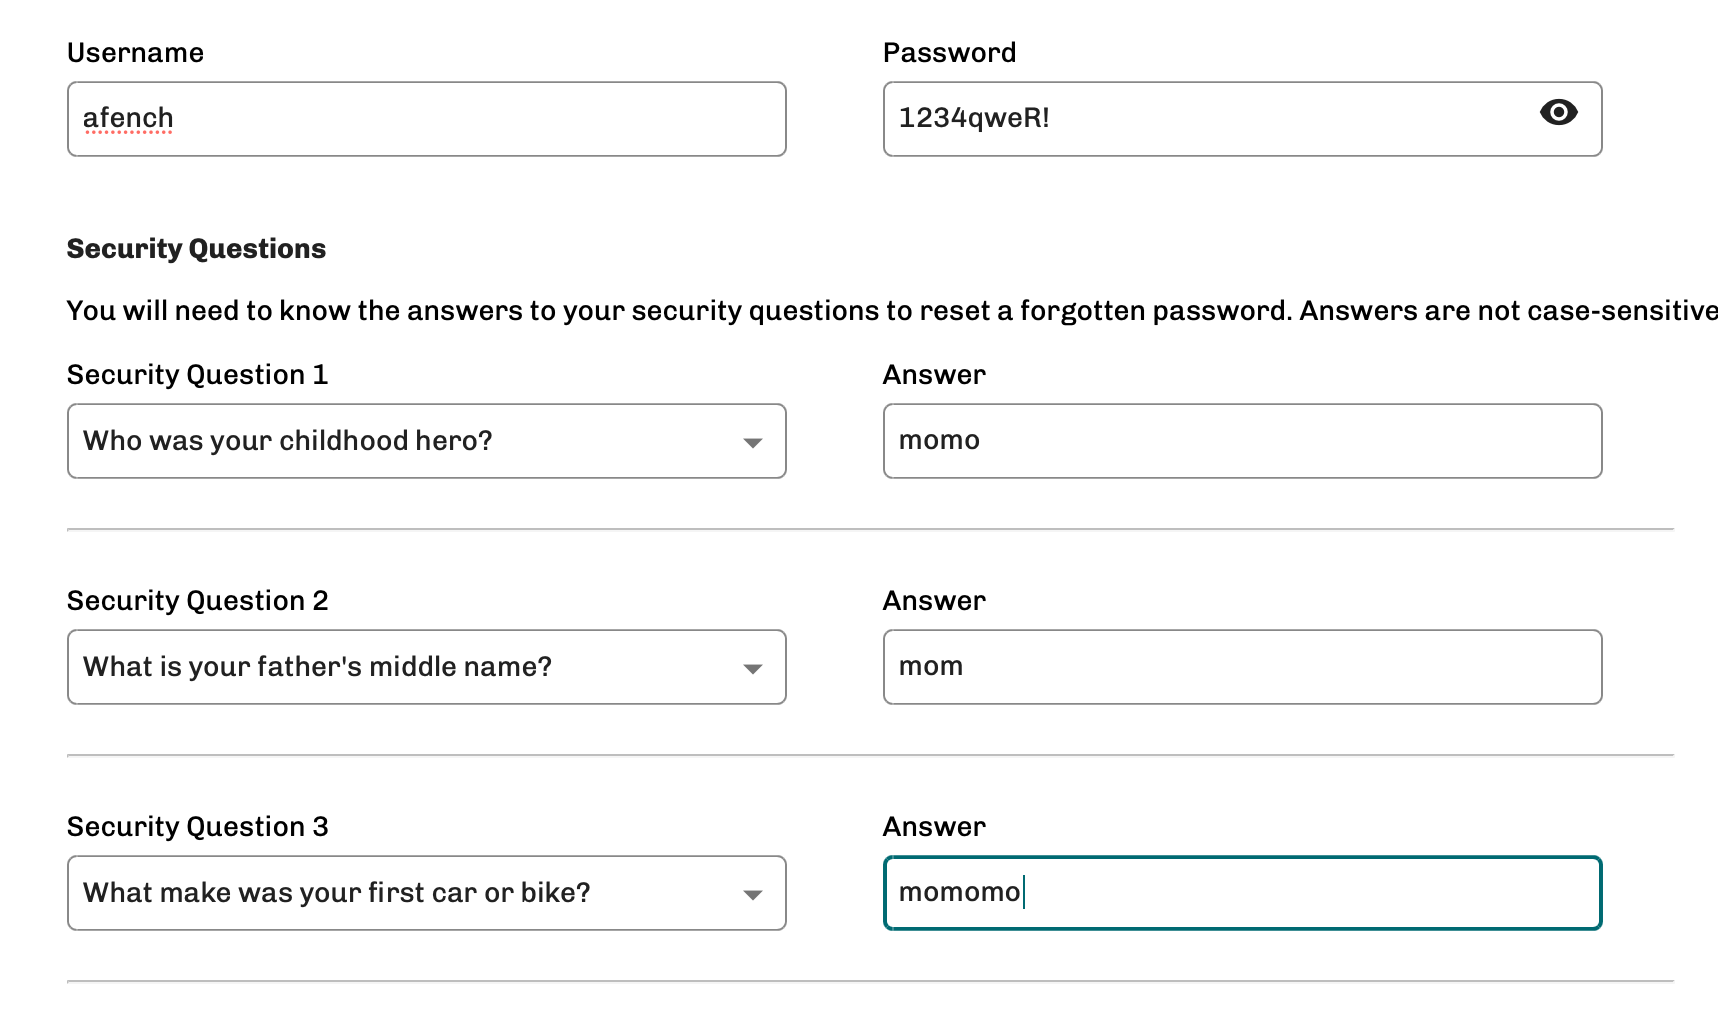 Username Password
afench 1234qweR!
Security Questions
You will need to know the answers to your security questions to reset a forgotten password. Answers are not case-sensitive
Security Question 1 Answer
Who was your childhood hero? momo
Security Question 2 Answer
What is your father's middle name? mom
Security Question 3 Answer
What make was your first car or bike? momomo